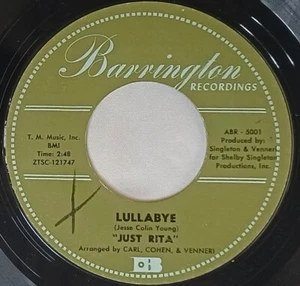 Barrington
RECORDINGS
T. M. Music, Inc.
BMI
Time: 2:48
ZTSC-121747
ABR - 5001
Produced by:
Singleton & Venneri
for Shelby Singleton
Productions, Inc.
LULLABYE
(Jesse Colin Young)
"JUST RITA"
Arranged by CARL, COHEN, & VENNERI
B